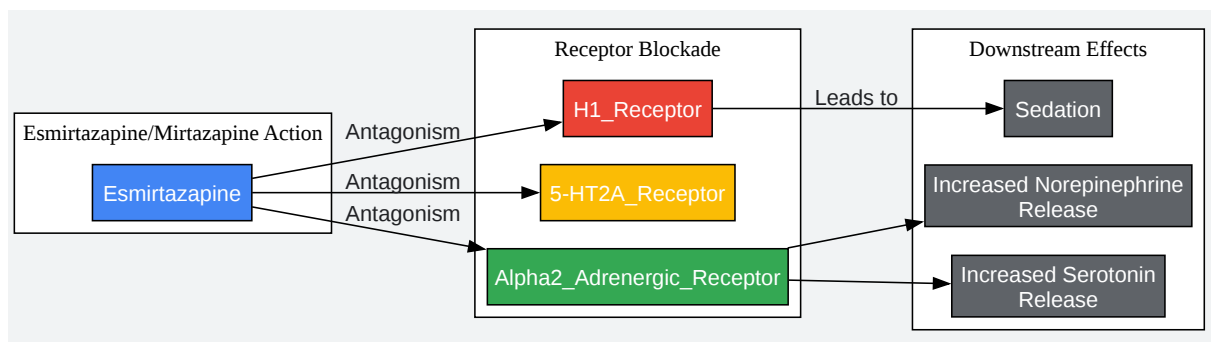 Esmirtazapine/Mirtazapine Action
Esmirtazapine
Antagonism
Antagonism
Antagonism
Receptor Blockade
H1_Receptor
5-HT2A_Receptor
Alpha2_Adrenergic_Receptor
Leads to
Downstream Effects
Sedation
Increased Norepinephrine
Release
Increased Serotonin
Release